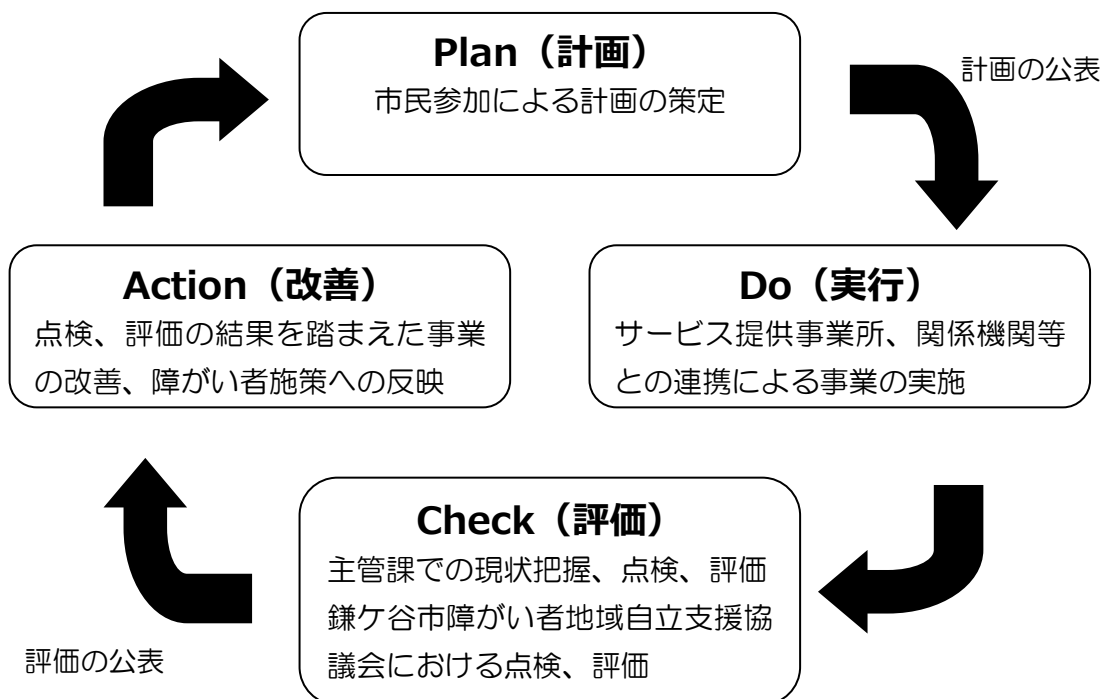 Plan（計画）
市民参加による計画の策定
計画の公表
Action（改善）
点検、評価の結果を踏まえた事業
の改善、障がい者施策への反映
Do（実行）
サービス提供事業所、関係機関等
との連携による事業の実施
Check（評価）
主管課での現状把握、点検、評価
鎌ケ谷市障がい者地域自立支援協
議会における点検、評価
評価の公表